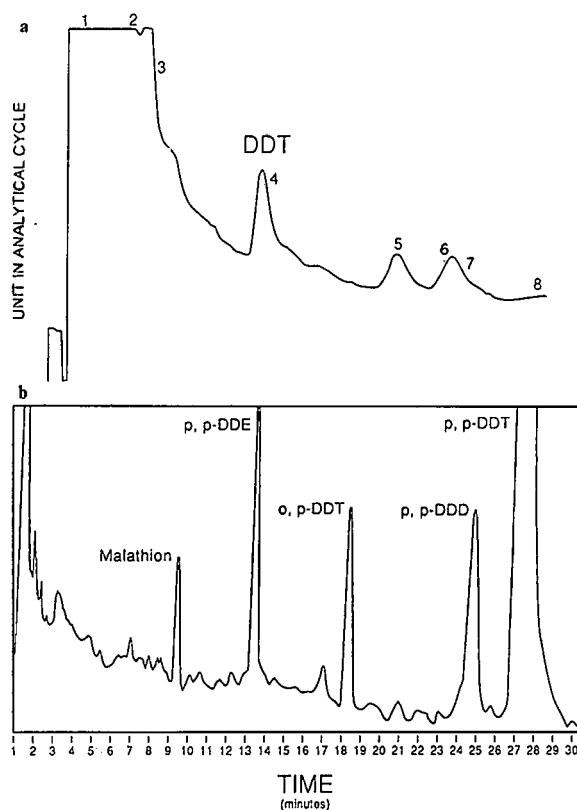 a
UNIT IN ANALYTICAL CYCLE
1 2
3
DDT
4
5 6 7
8
b
p, p-DDE
p, p-DDT
o, p-DDT
p, p-DDD
Malathion
1 2 3 4 5 6 7 8 9 10 11 12 13 14 15 16 17 18 19 20 21 22 23 24 25 26 27 28 29 30
TIME
(minutes)